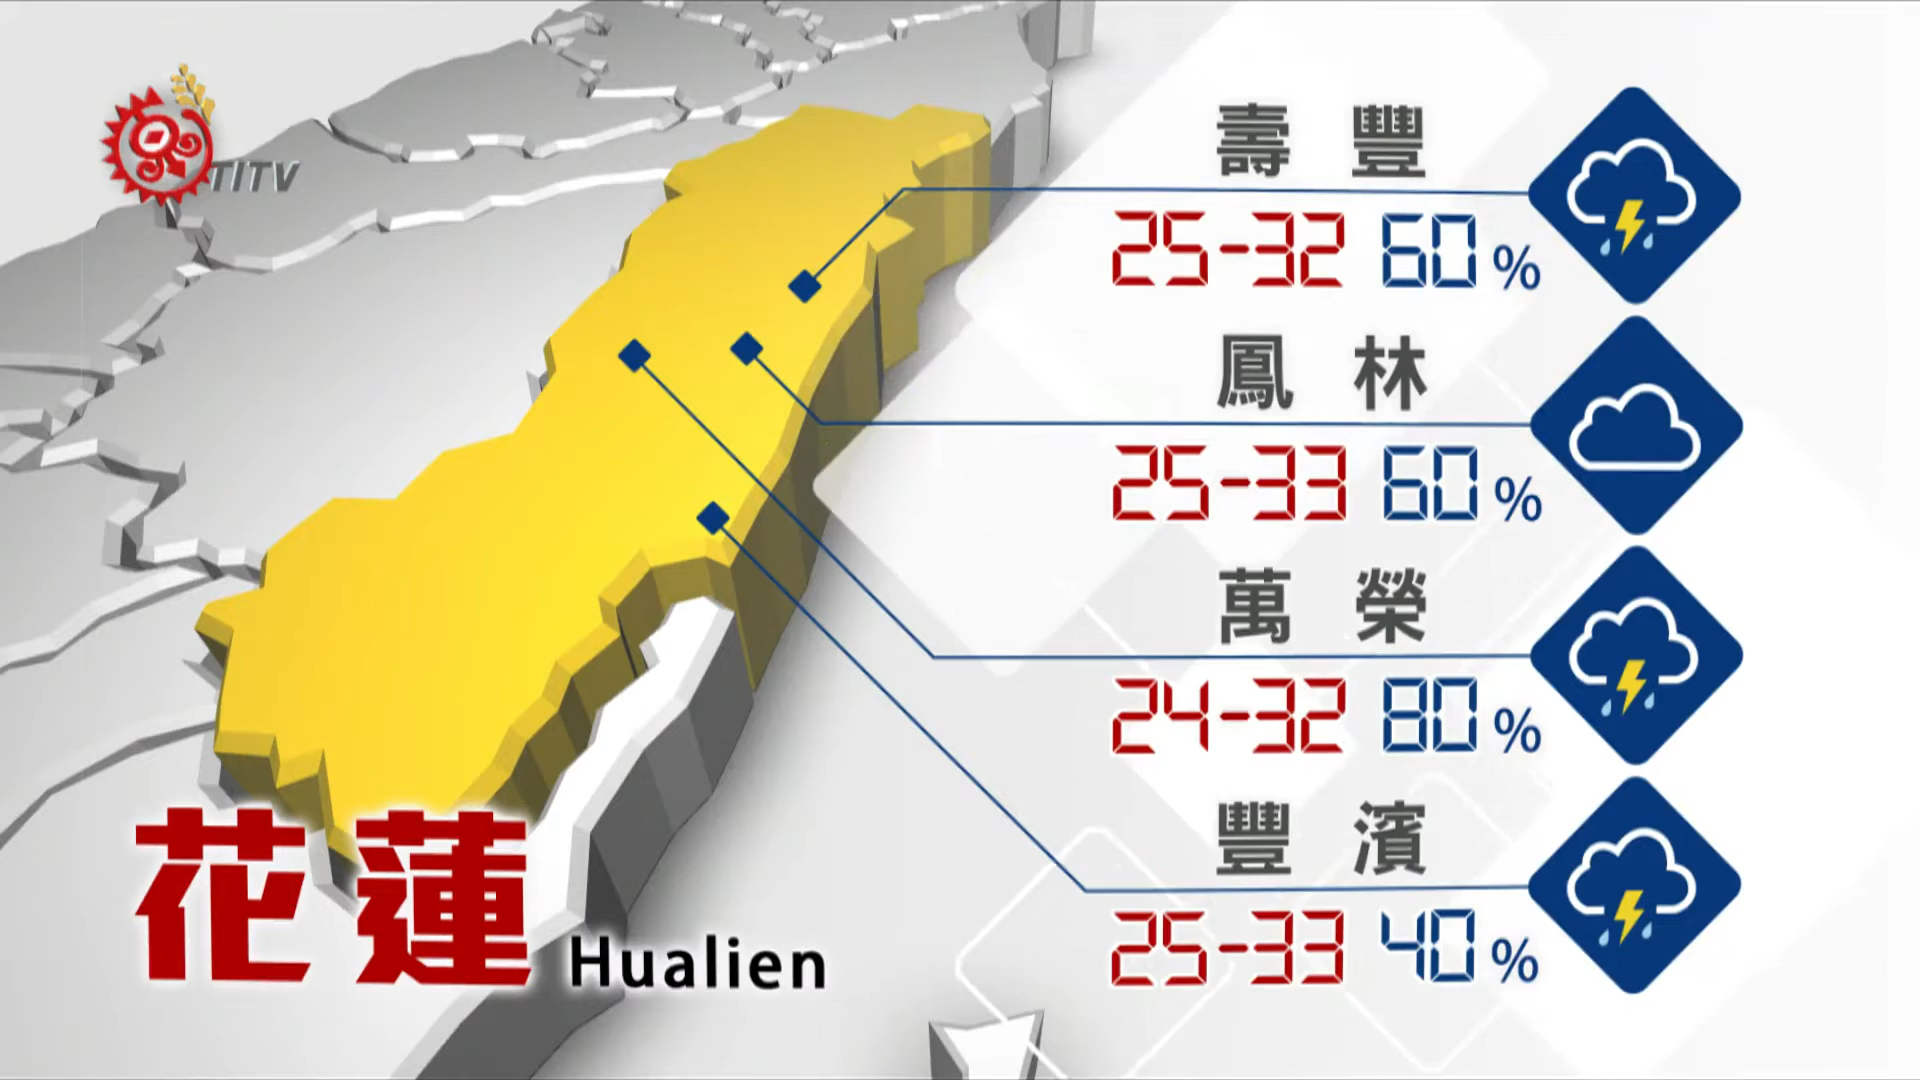 TITV
壽豐
25-32 60%
鳳林
25-33 60%
萬榮
24-32 80%
豐濱
25-33 40%
花蓮 Hualien